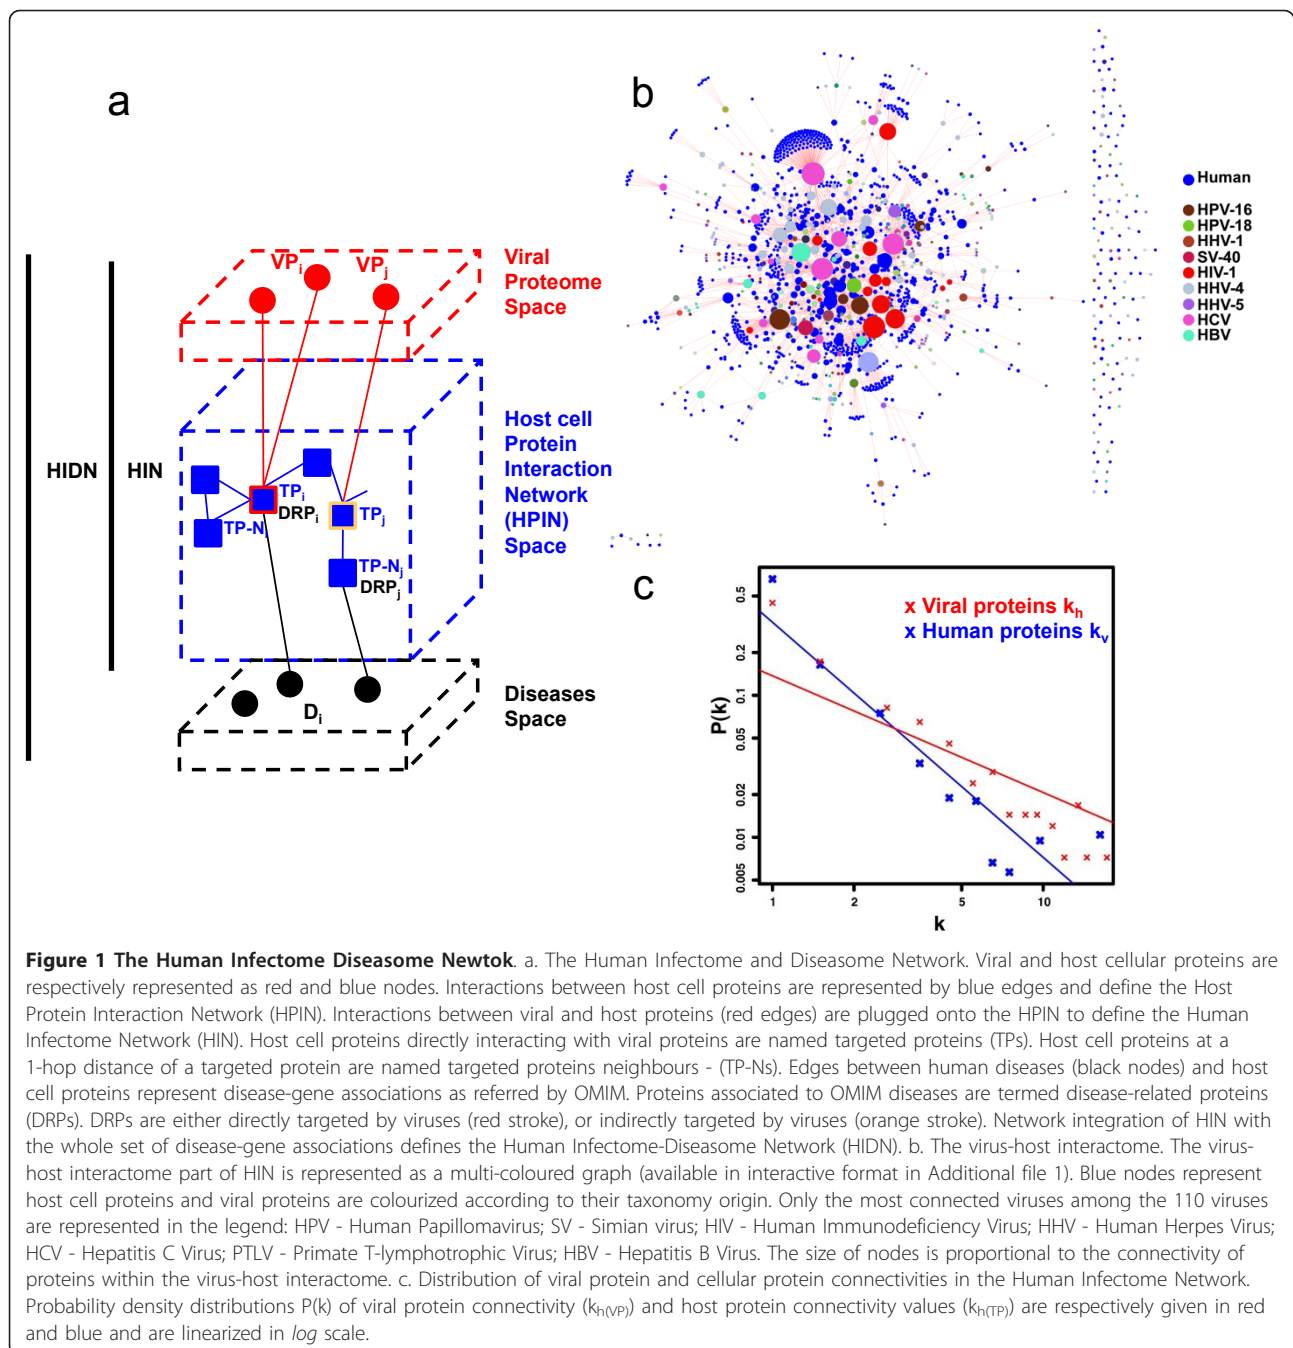 a
VPi
VPj
Viral
Proteome
Space
HIDN
HIN
TPi
DRPi
TP-Ni
TPj
TP-Nj
DRPj
Host cell
Protein
Interaction
Network
(HPIN)
Space
Di
Diseases
Space
b
Human
HPV-16
HPV-18
HHV-1
SV-40
HIV-1
HHV-4
HHV-5
HCV
HBV
c
x Viral proteins kh
x Human proteins kv
P(k)
0.5
0.2
0.1
0.05
0.02
0.01
0.005
1
2
5
10
k
Figure 1 The Human Infectome Diseasome Newtok. a. The Human Infectome and Diseasome Network. Viral and host cellular proteins are
respectively represented as red and blue nodes. Interactions between host cell proteins are represented by blue edges and define the Host
Protein Interaction Network (HPIN). Interactions between viral and host proteins (red edges) are plugged onto the HPIN to define the Human
Infectome Network (HIN). Host cell proteins directly interacting with viral proteins are named targeted proteins (TPs). Host cell proteins at a
1-hop distance of a targeted protein are named targeted proteins neighbours - (TP-Ns). Edges between human diseases (black nodes) and host
cell proteins represent disease-gene associations as referred by OMIM. Proteins associated to OMIM diseases are termed disease-related proteins
(DRPs). DRPs are either directly targeted by viruses (red stroke), or indirectly targeted by viruses (orange stroke). Network integration of HIN with
the whole set of disease-gene associations defines the Human Infectome-Diseasome Network (HIDN). b. The virus-host interactome. The virus-
host interactome part of HIN is represented as a multi-coloured graph (available in interactive format in Additional file 1). Blue nodes represent
host cell proteins and viral proteins are colourized according to their taxonomy origin. Only the most connected viruses among the 110 viruses
are represented in the legend: HPV - Human Papillomavirus; SV - Simian virus; HIV - Human Immunodeficiency Virus; HHV - Human Herpes Virus;
HCV - Hepatitis C Virus; PTLV - Primate T-lymphotrophic Virus; HBV - Hepatitis B Virus. The size of nodes is proportional to the connectivity of
proteins within the virus-host interactome. c. Distribution of viral protein and cellular protein connectivities in the Human Infectome Network.
Probability density distributions P(k) of viral protein connectivity (kh(VP)) and host protein connectivity values (kh(TP)) are respectively given in red
and blue and are linearized in log scale.